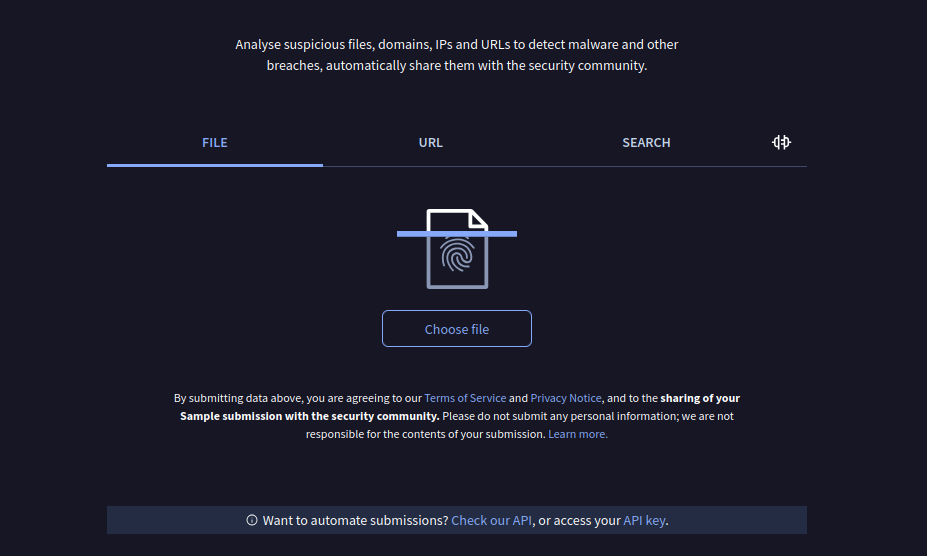 Analyse suspicious files, domains, IPs and URLs to detect malware and other
breaches, automatically share them with the security community.
FILE
URL
SEARCH
Choose file
By submitting data above, you are agreeing to our Terms of Service and Privacy Notice, and to the sharing of your
Sample submission with the security community. Please do not submit any personal information; we are not
responsible for the contents of your submission. Learn more.
Want to automate submissions? Check our API, or access your API key.